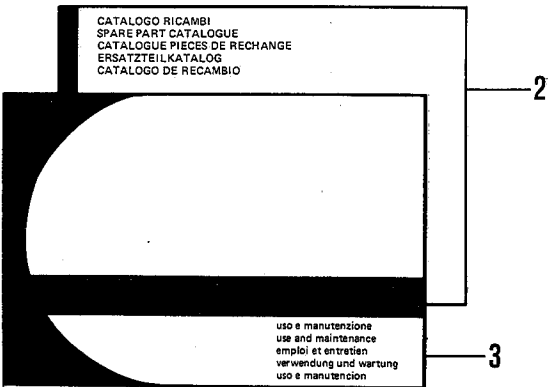 CATALOGO RICAMBI
SPARE PART CATALOGUE
CATALOGUE PIECES DE RECHANGE
ERSATZTEILKATALOG
CATALOGO DE RECAMBIO
2
uso e manutenzione
use and maintenance
emploi et entretien
verwendung und wartung
uso e manutencion
3